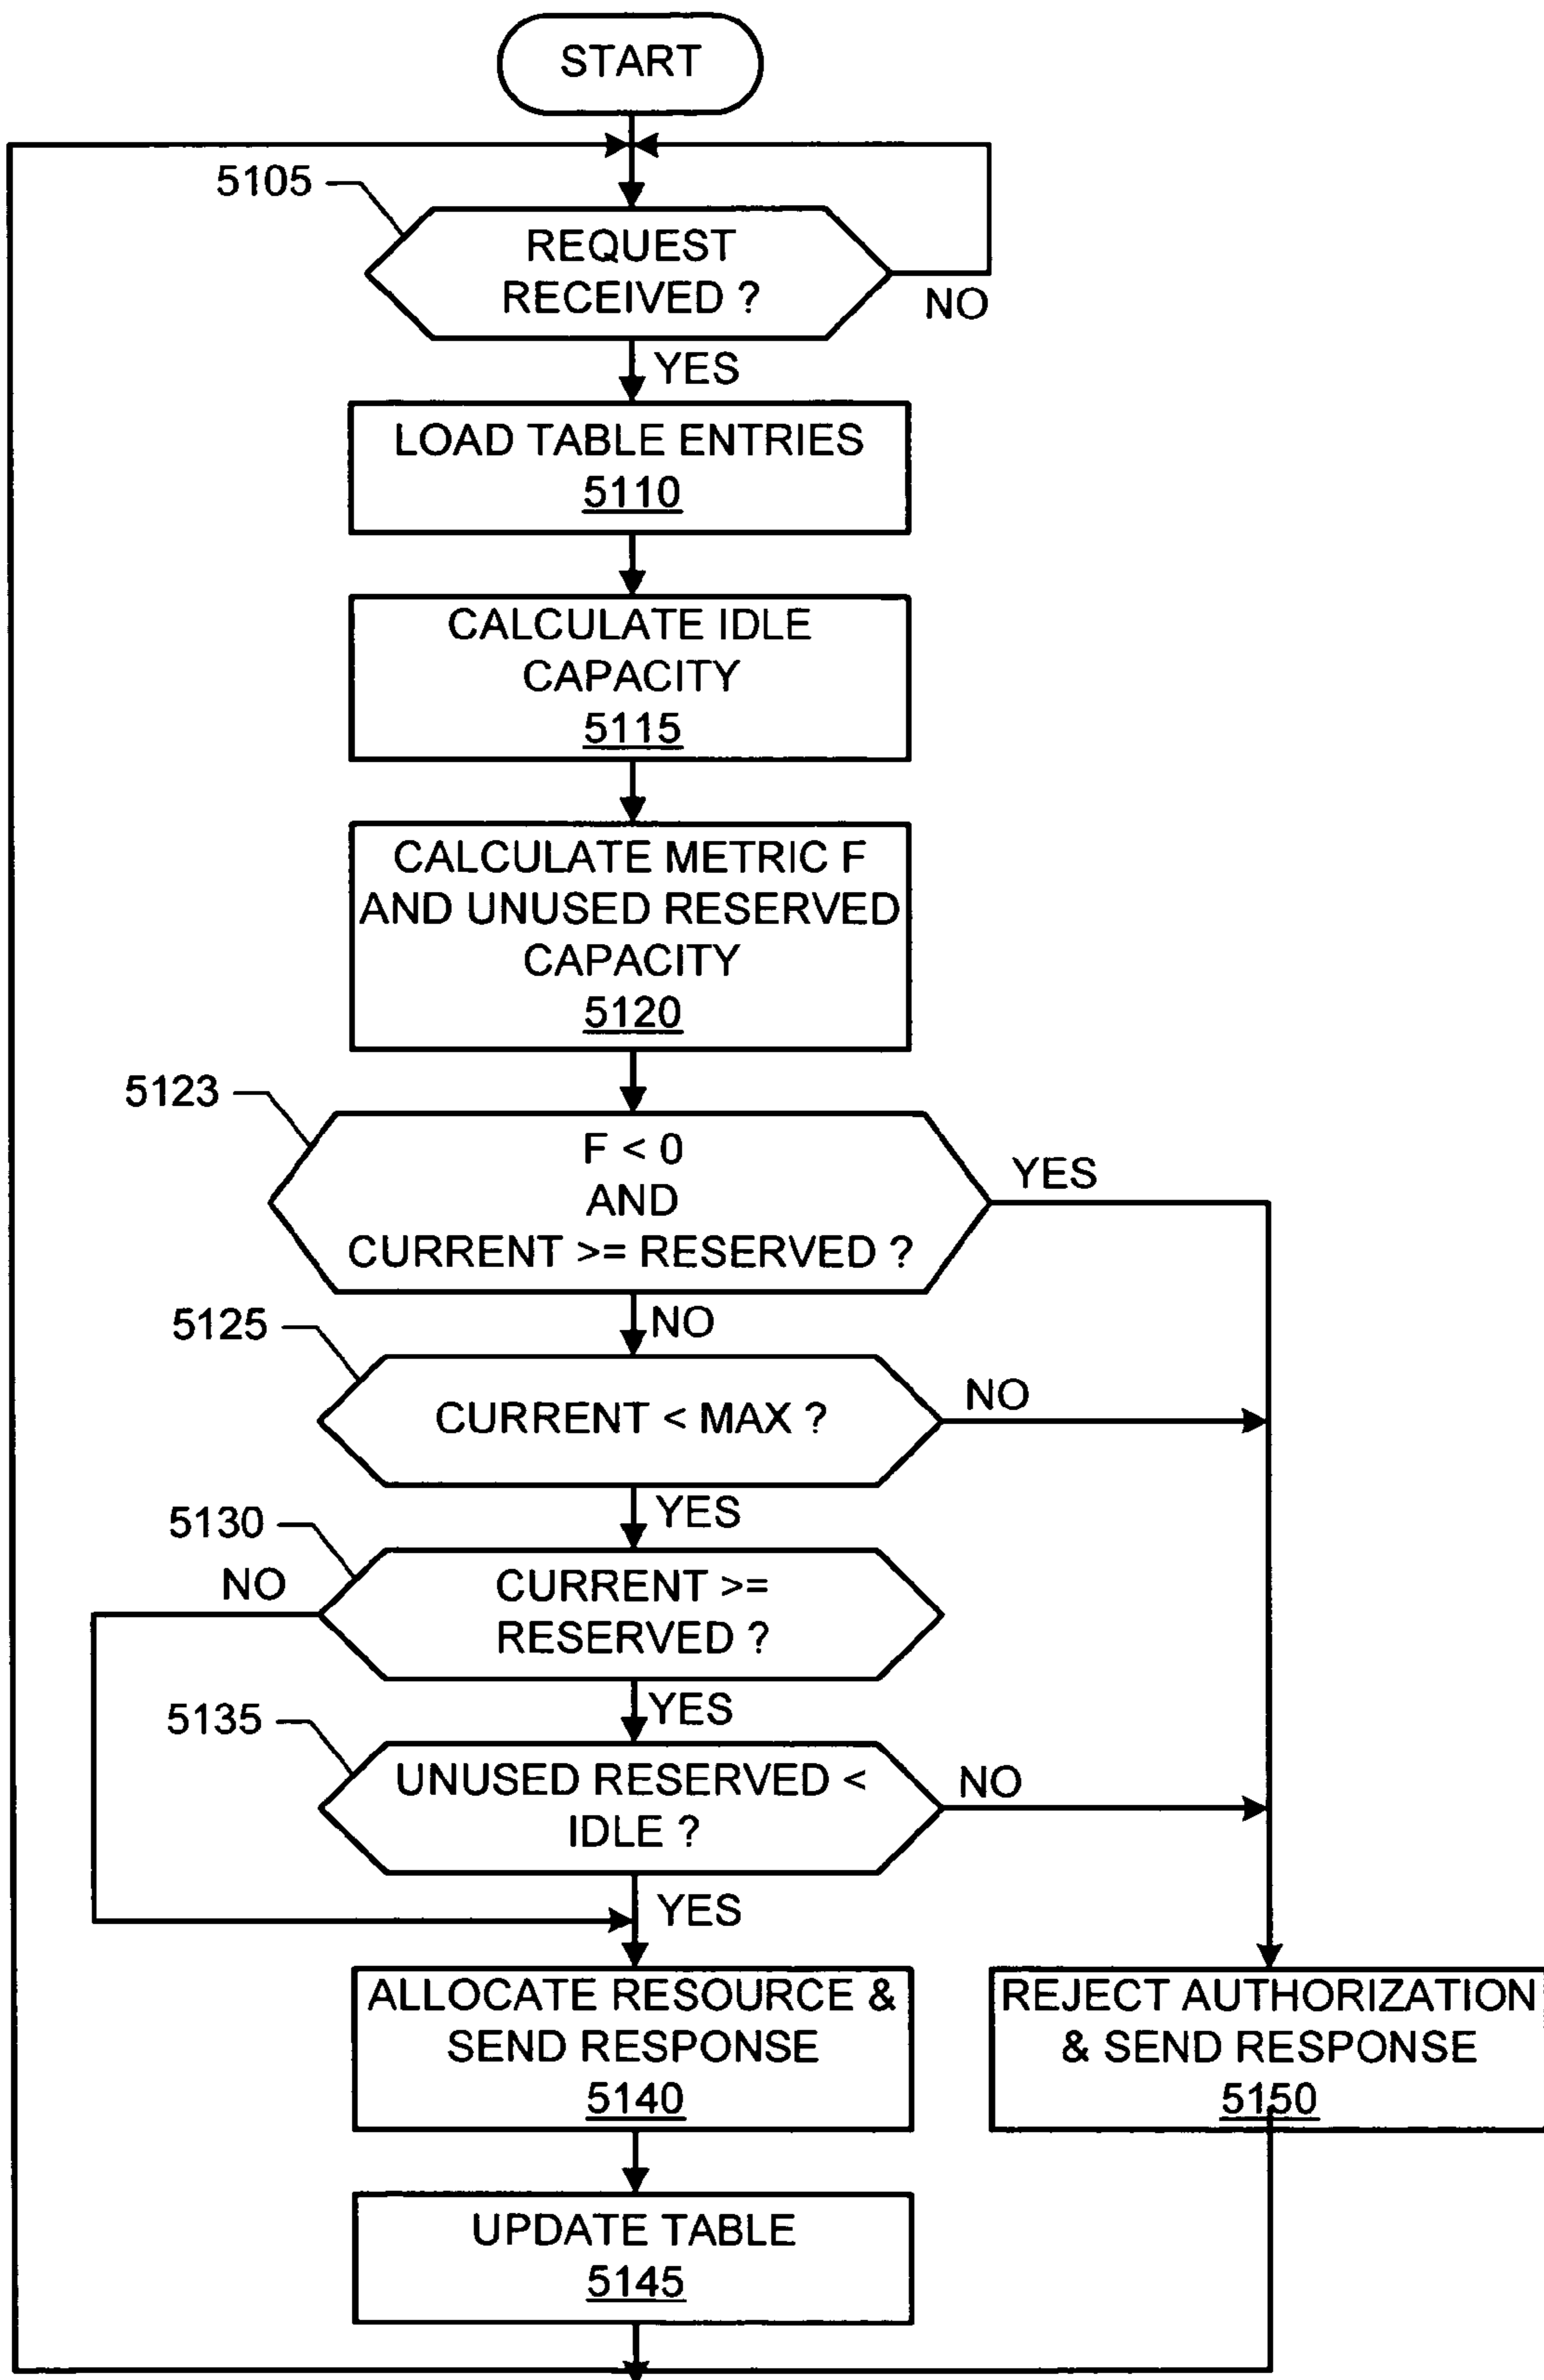 START
5105
REQUEST
RECEIVED ?
NO
YES
LOAD TABLE ENTRIES
5110
CALCULATE IDLE
CAPACITY
5115
CALCULATE METRIC F
AND UNUSED RESERVED
CAPACITY
5120
5123
F < 0
AND
CURRENT >= RESERVED ?
YES
NO
5125
CURRENT < MAX ?
NO
YES
5130
NO
CURRENT >=
RESERVED ?
YES
5135
UNUSED RESERVED <
IDLE ?
NO
YES
ALLOCATE RESOURCE &
SEND RESPONSE
5140
REJECT AUTHORIZATION
& SEND RESPONSE
5150
UPDATE TABLE
5145